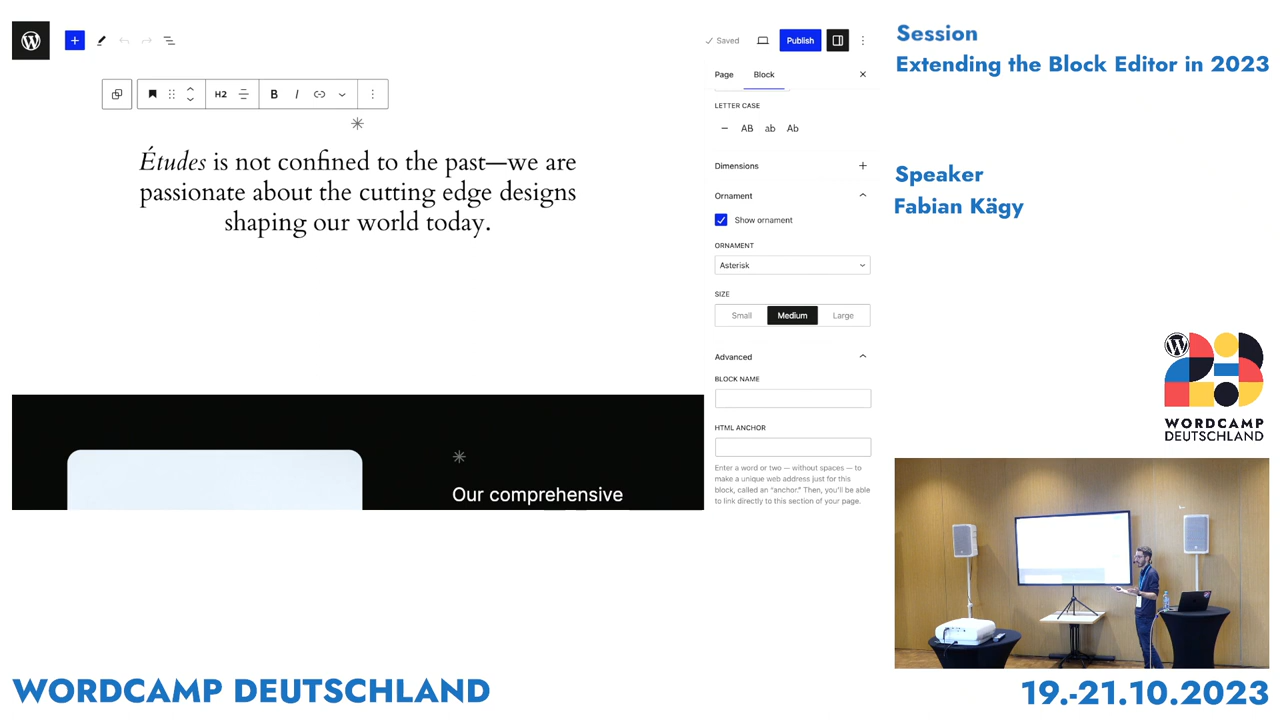 Saved
Publish
H2
B
I
Études is not confined to the past—we are
passionate about the cutting edge designs
shaping our world today.
Our comprehensive
Page
Block
LETTER CASE
AB
ab
Ab
Dimensions
Ornament
Show ornament
ORNAMENT
Asterisk
SIZE
Small
Medium
Large
Advanced
BLOCK NAME
HTML ANCHOR
Enter a word or two — without spaces — to
make a unique web address just for this
block, called an “anchor.” Then, you’ll be able
to link directly to this section of your page.
Session
Extending the Block Editor in 2023
Speaker
Fabian Kägy
WORDCAMP
DEUTSCHLAND
WORDCAMP DEUTSCHLAND
19.-21.10.2023